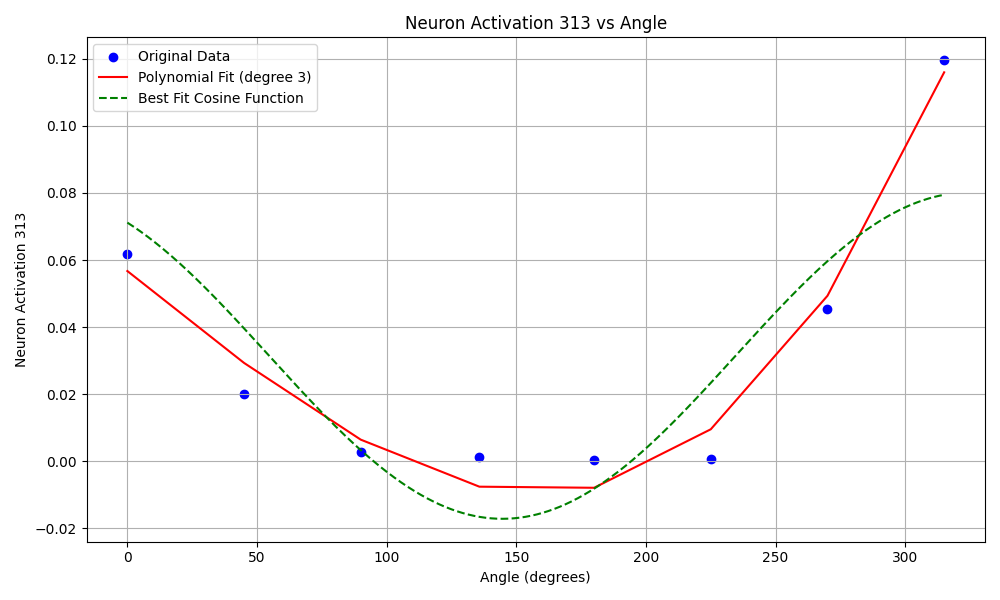 Neuron Activation 313 vs Angle
Original Data
Polynomial Fit (degree 3)
Best Fit Cosine Function
Neuron Activation 313
0.12
0.10
0.08
0.06
0.04
0.02
0.00
−0.02
0 50 100 150 200 250 300
Angle (degrees)